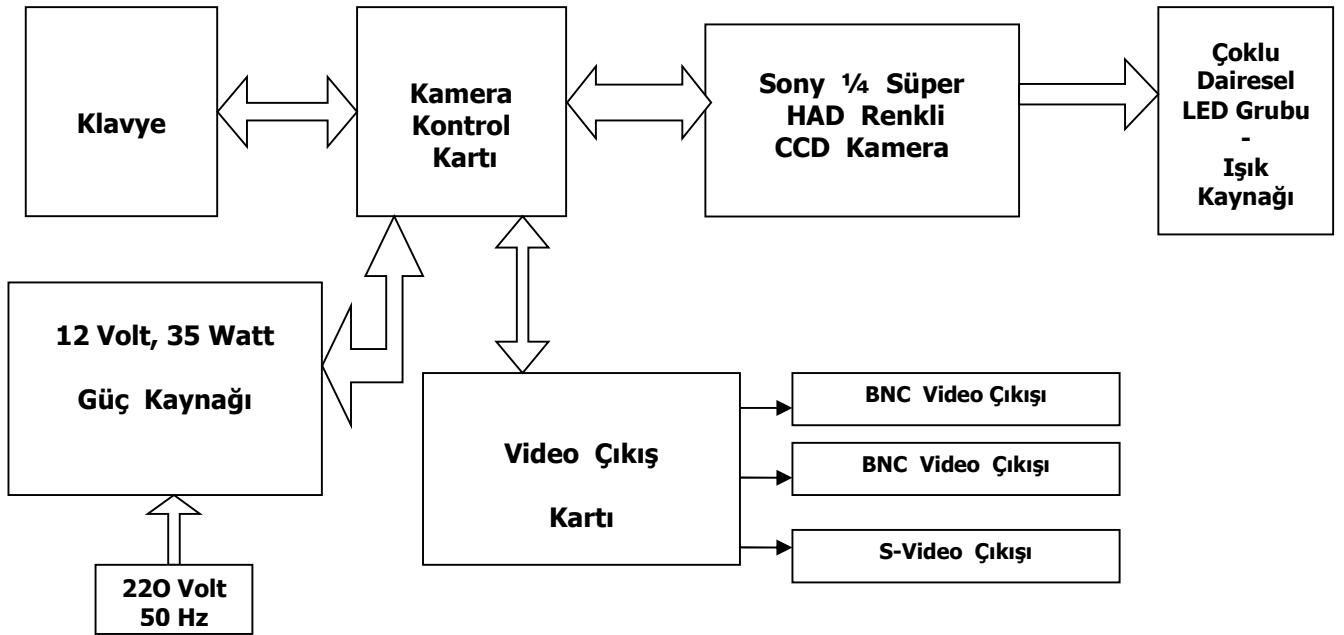 Klavye
Kamera
Kontrol
Kartı
Sony ¼ Süper
HAD Renkli
CCD Kamera
Çoklu
Dairesel
LED Grubu
-
Işık
Kaynağı
12 Volt, 35 Watt
Güç Kaynağı
22O Volt
50 Hz
Video Çıkış
Kartı
BNC Video Çıkışı
BNC Video Çıkışı
S-Video Çıkışı